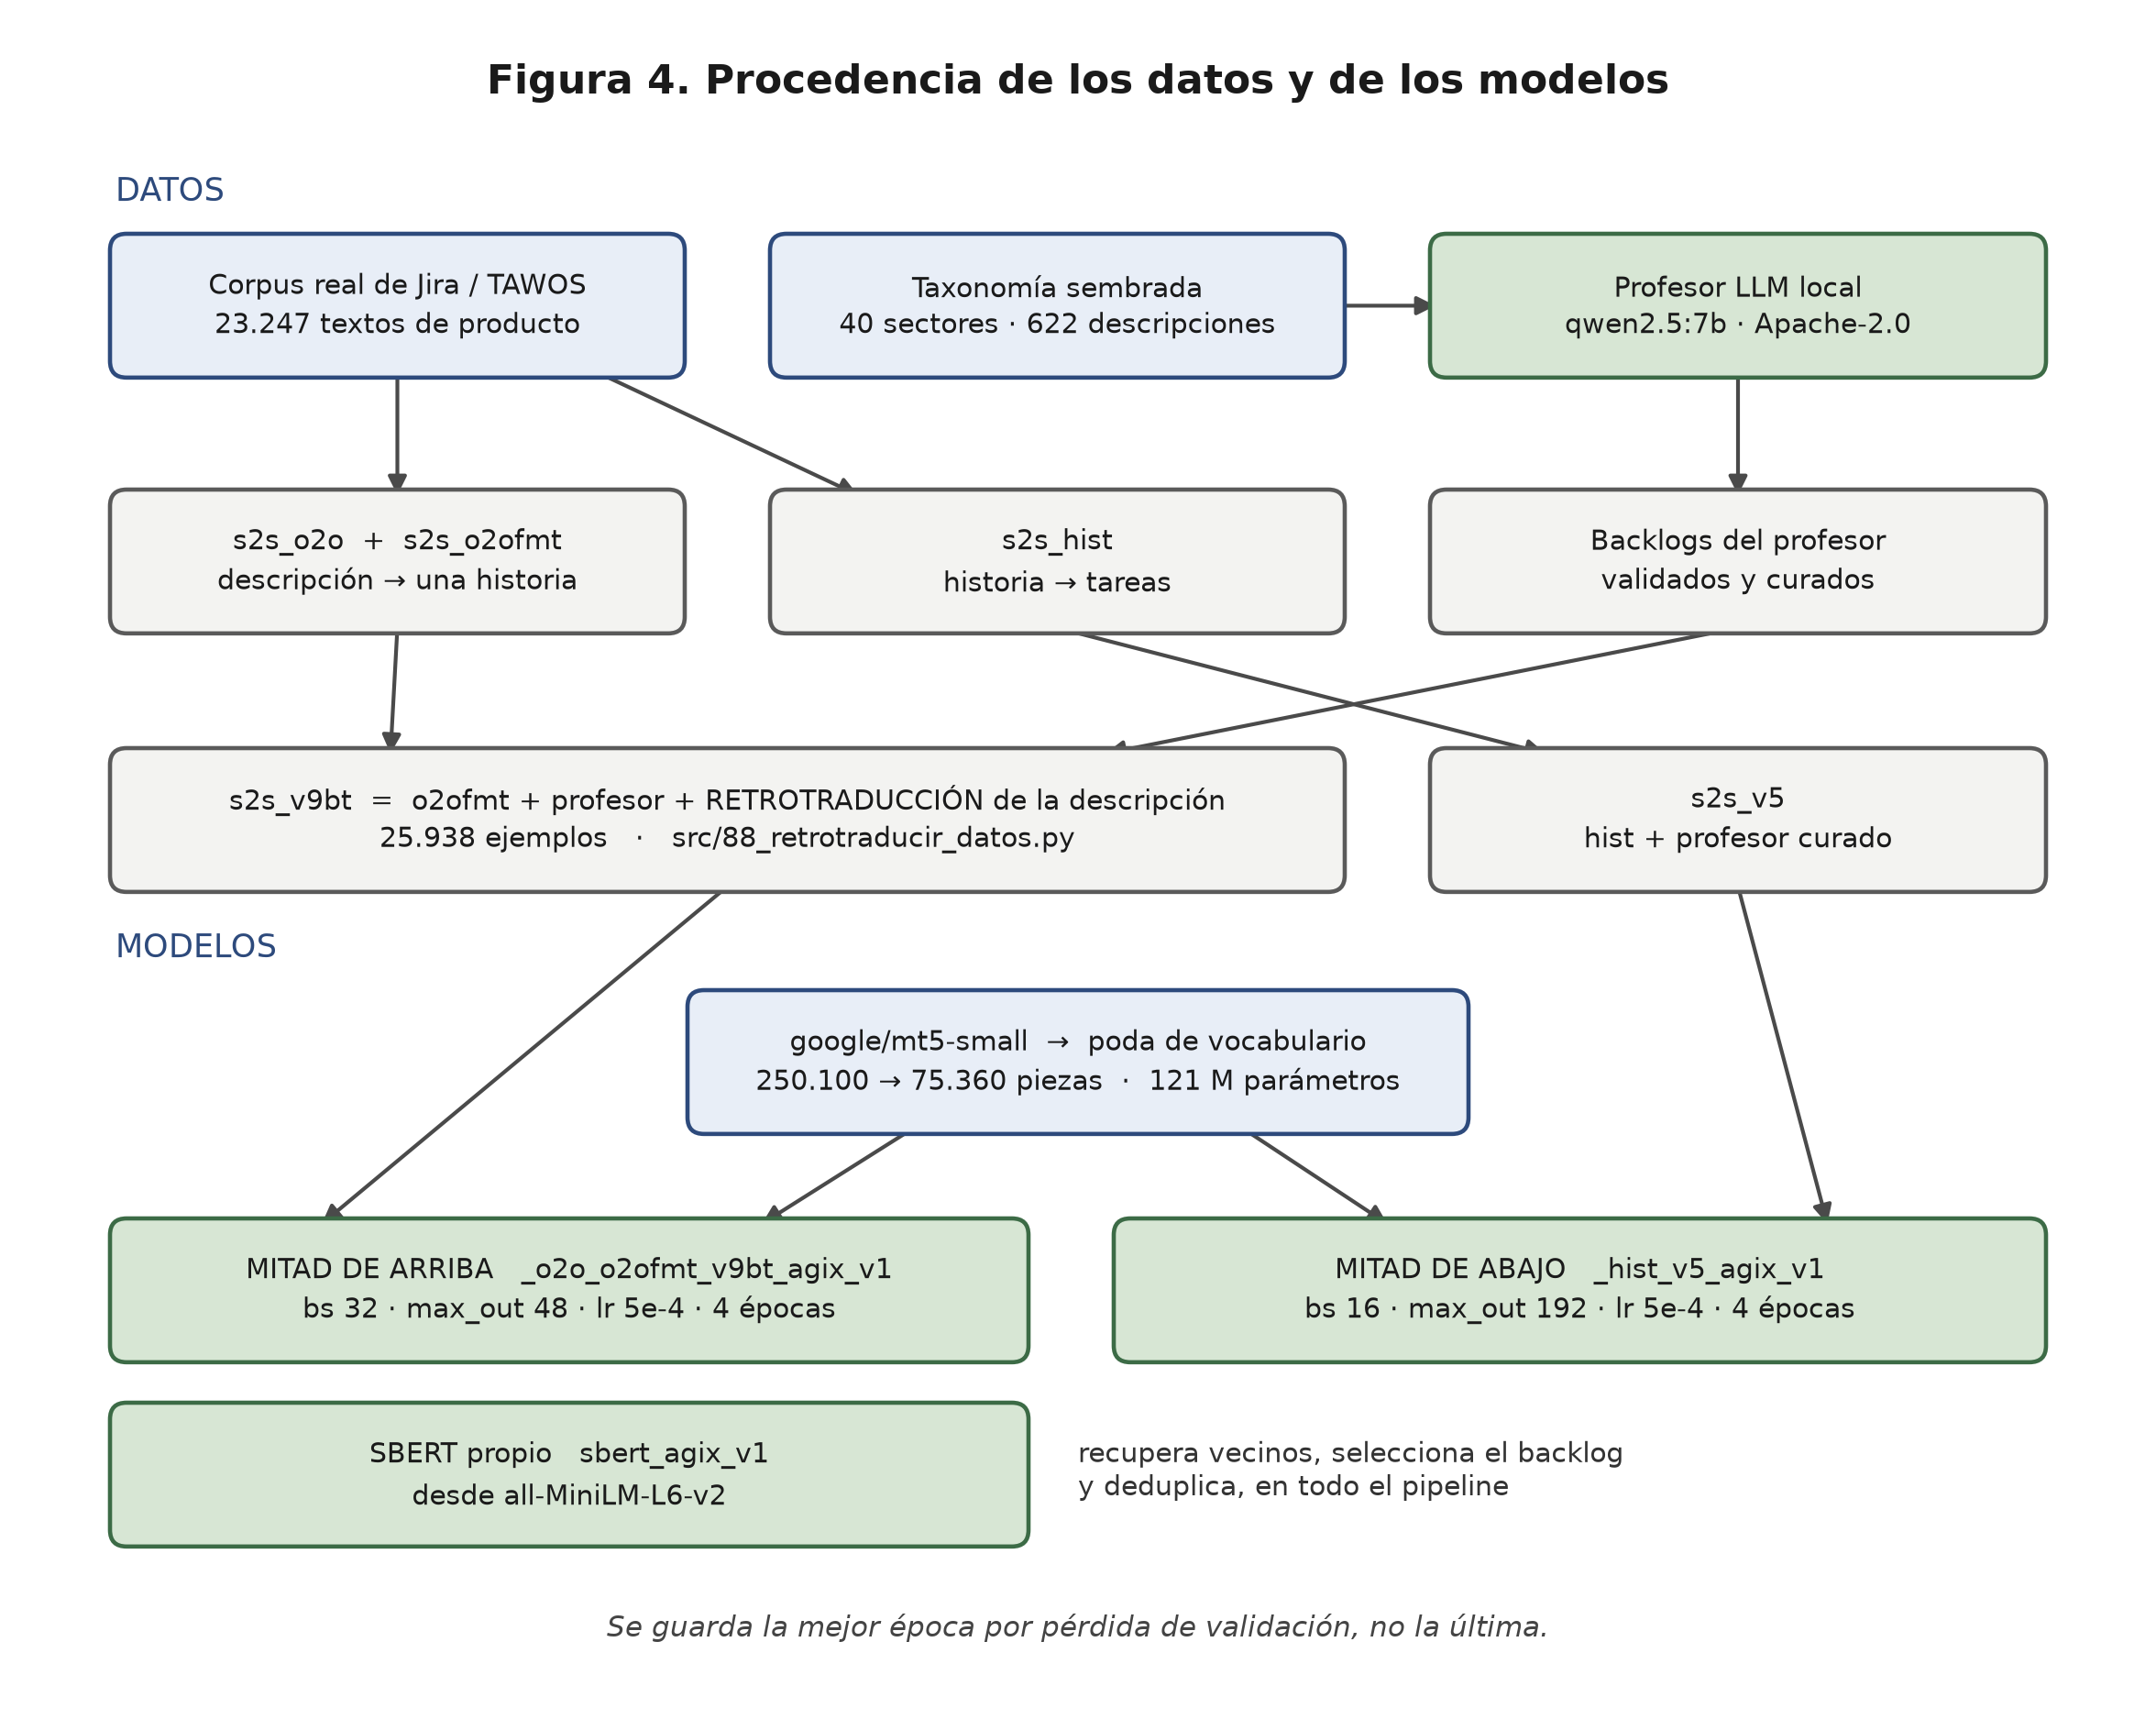 Figura 4. Procedencia de los datos y de los modelos
DATOS
Corpus real de Jira / TAWOS
23.247 textos de producto
Taxonomía sembrada
40 sectores · 622 descripciones
Profesor LLM local
qwen2.5:7b · Apache-2.0
s2s_o2o + s2s_o2ofmt
descripción → una historia
s2s_hist
historia → tareas
Backlogs del profesor
validados y curados
s2s_v9bt = o2ofmt + profesor + RETROTRADUCCIÓN de la descripción
25.938 ejemplos · src/88_retrotraducir_datos.py
s2s_v5
hist + profesor curado
MODELOS
google/mt5-small → poda de vocabulario
250.100 → 75.360 piezas · 121 M parámetros
MITAD DE ARRIBA _o2o_o2ofmt_v9bt_agix_v1
bs 32 · max_out 48 · lr 5e-4 · 4 épocas
MITAD DE ABAJO _hist_v5_agix_v1
bs 16 · max_out 192 · lr 5e-4 · 4 épocas
SBERT propio sbert_agix_v1
desde all-MiniLM-L6-v2
recupera vecinos, selecciona el backlog
y deduplica, en todo el pipeline
Se guarda la mejor época por pérdida de validación, no la última.